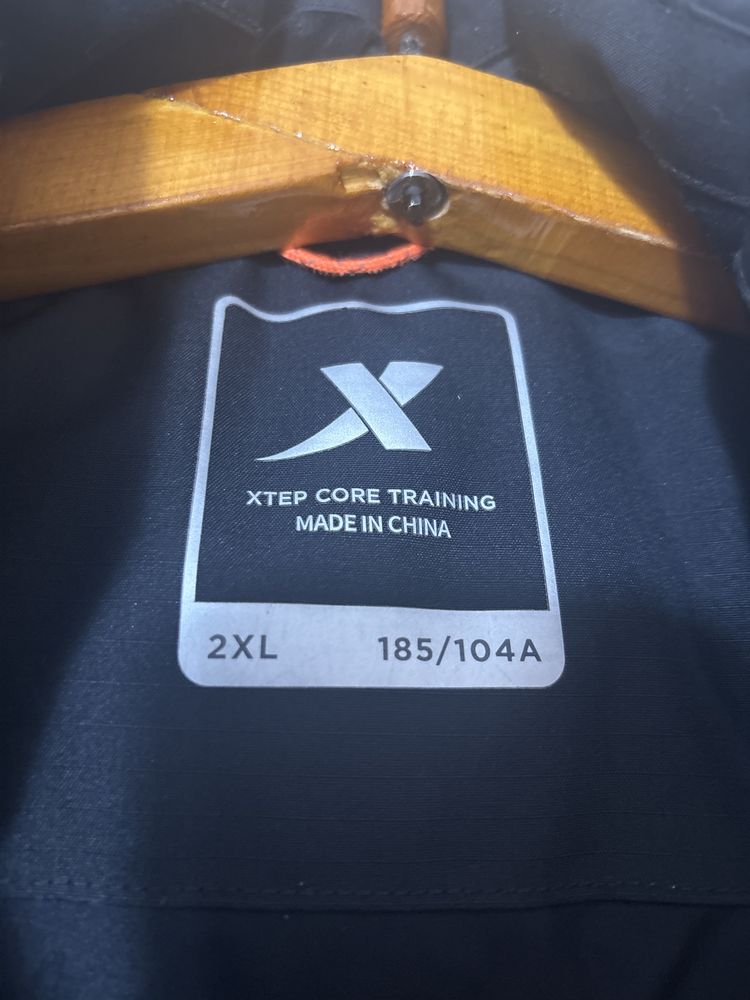 XTEP CORE TRAINING
MADE IN CHINA
2XL 185/104A